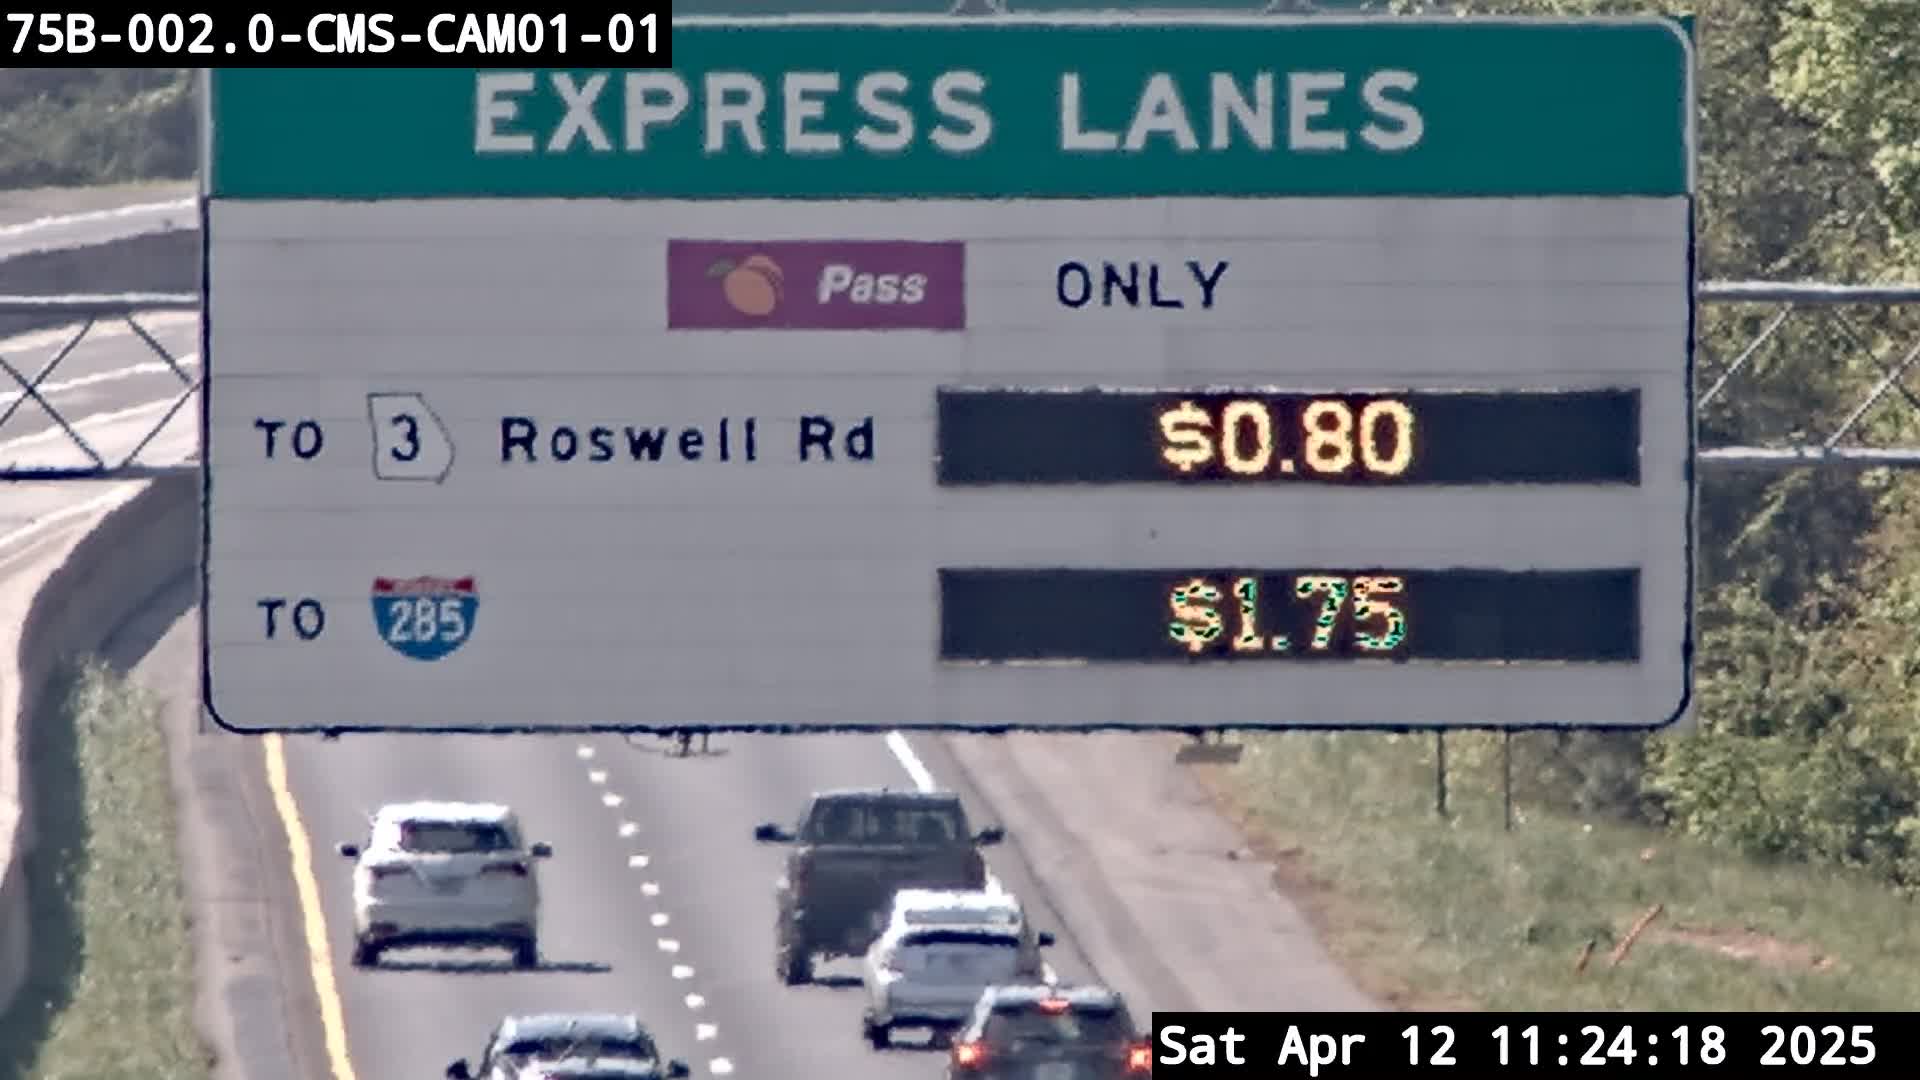 75B-002.0-CMS-CAM01-01
EXPRESS LANES
Pass ONLY
TO 3 Roswell Rd $0.80
TO 285 $1.75
Sat Apr 12 11:24:18 2025